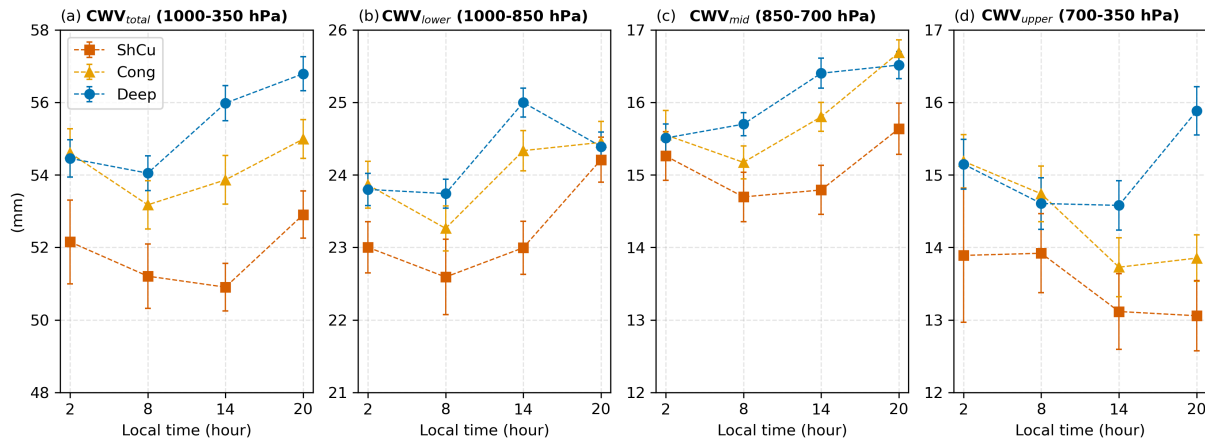 (a) CWV_total (1000-350 hPa)
58
56
54
52
50
48
(mm)
ShCu
Cong
Deep
2 8 14 20
Local time (hour)
(b) CWV_lower (1000-850 hPa)
26
25
24
23
22
21
2 8 14 20
Local time (hour)
(c) CWV_mid (850-700 hPa)
17
16
15
14
13
12
2 8 14 20
Local time (hour)
(d) CWV_upper (700-350 hPa)
17
16
15
14
13
12
2 8 14 20
Local time (hour)